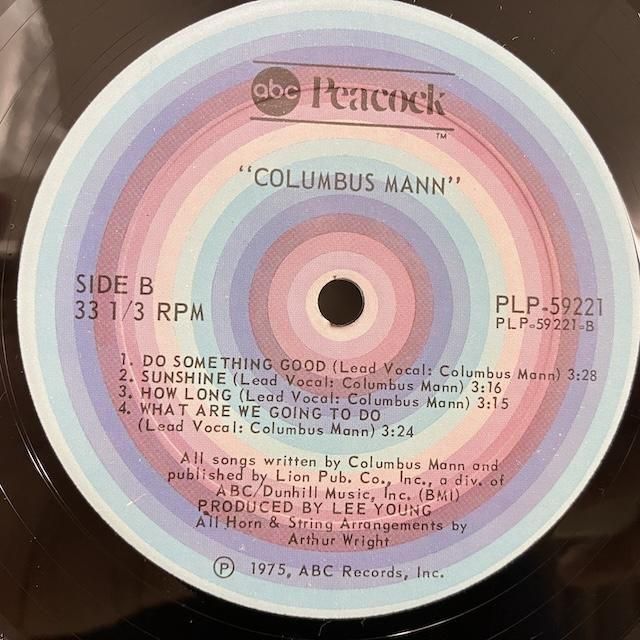 abc Peacock
TM
"COLUMBUS MANN"
SIDE B
33 1/3 RPM
PLP-59221
PLP-59221-B
1. DO SOMETHING GOOD (Lead Vocal: Columbus Mann) 3:28
2. SUNSHINE (Lead Vocal: Columbus Mann) 3:16
3. HOW LONG (Lead Vocal: Columbus Mann) 3:15
4. WHAT ARE WE GOING TO DO
(Lead Vocal: Columbus Mann) 3:24
All songs written by Columbus Mann and
published by Lion Pub. Co., Inc., a div. of
ABC/Dunhill Music, Inc. (BMI)
PRODUCED BY LEE YOUNG
All Horn & String Arrangements by
Arthur Wright
Ⓟ 1975, ABC Records, Inc.